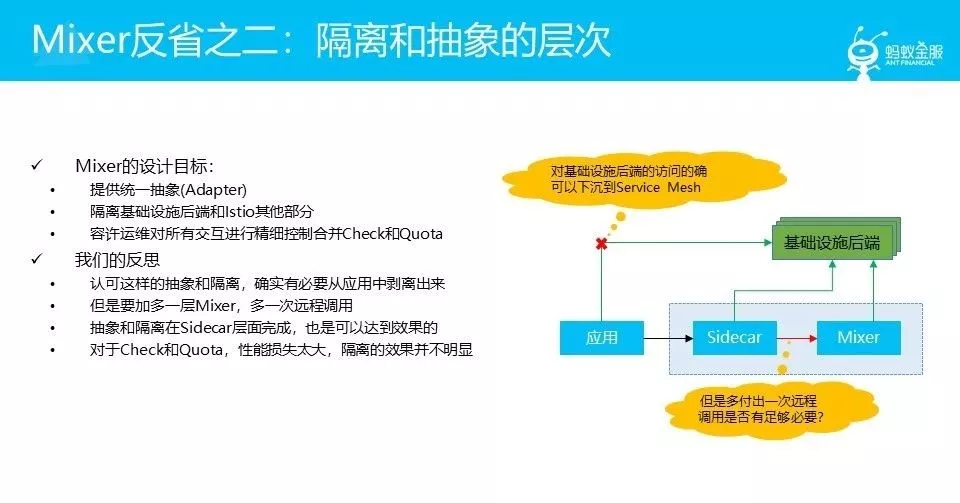 Mixer反省之二：隔离和抽象的层次
蚂蚁金服
ANT FINANCIAL
✓ Mixer的设计目标：
• 提供统一抽象(Adapter)
• 隔离基础设施后端和Istio其他部分
• 容许运维对所有交互进行精细控制合并Check和Quota
✓ 我们的反思
• 认可这样的抽象和隔离，确实有必要从应用中剥离出来
• 但是要加多一层Mixer，多一次远程调用
• 抽象和隔离在Sidecar层面完成，也是可以达到效果的
• 对于Check和Quota，性能损失太大，隔离的效果并不明显
对基础设施后端的访问的确
可以下沉到Service Mesh
基础设施后端
应用
Sidecar
Mixer
但是多付出一次远程
调用是否有足够必要?